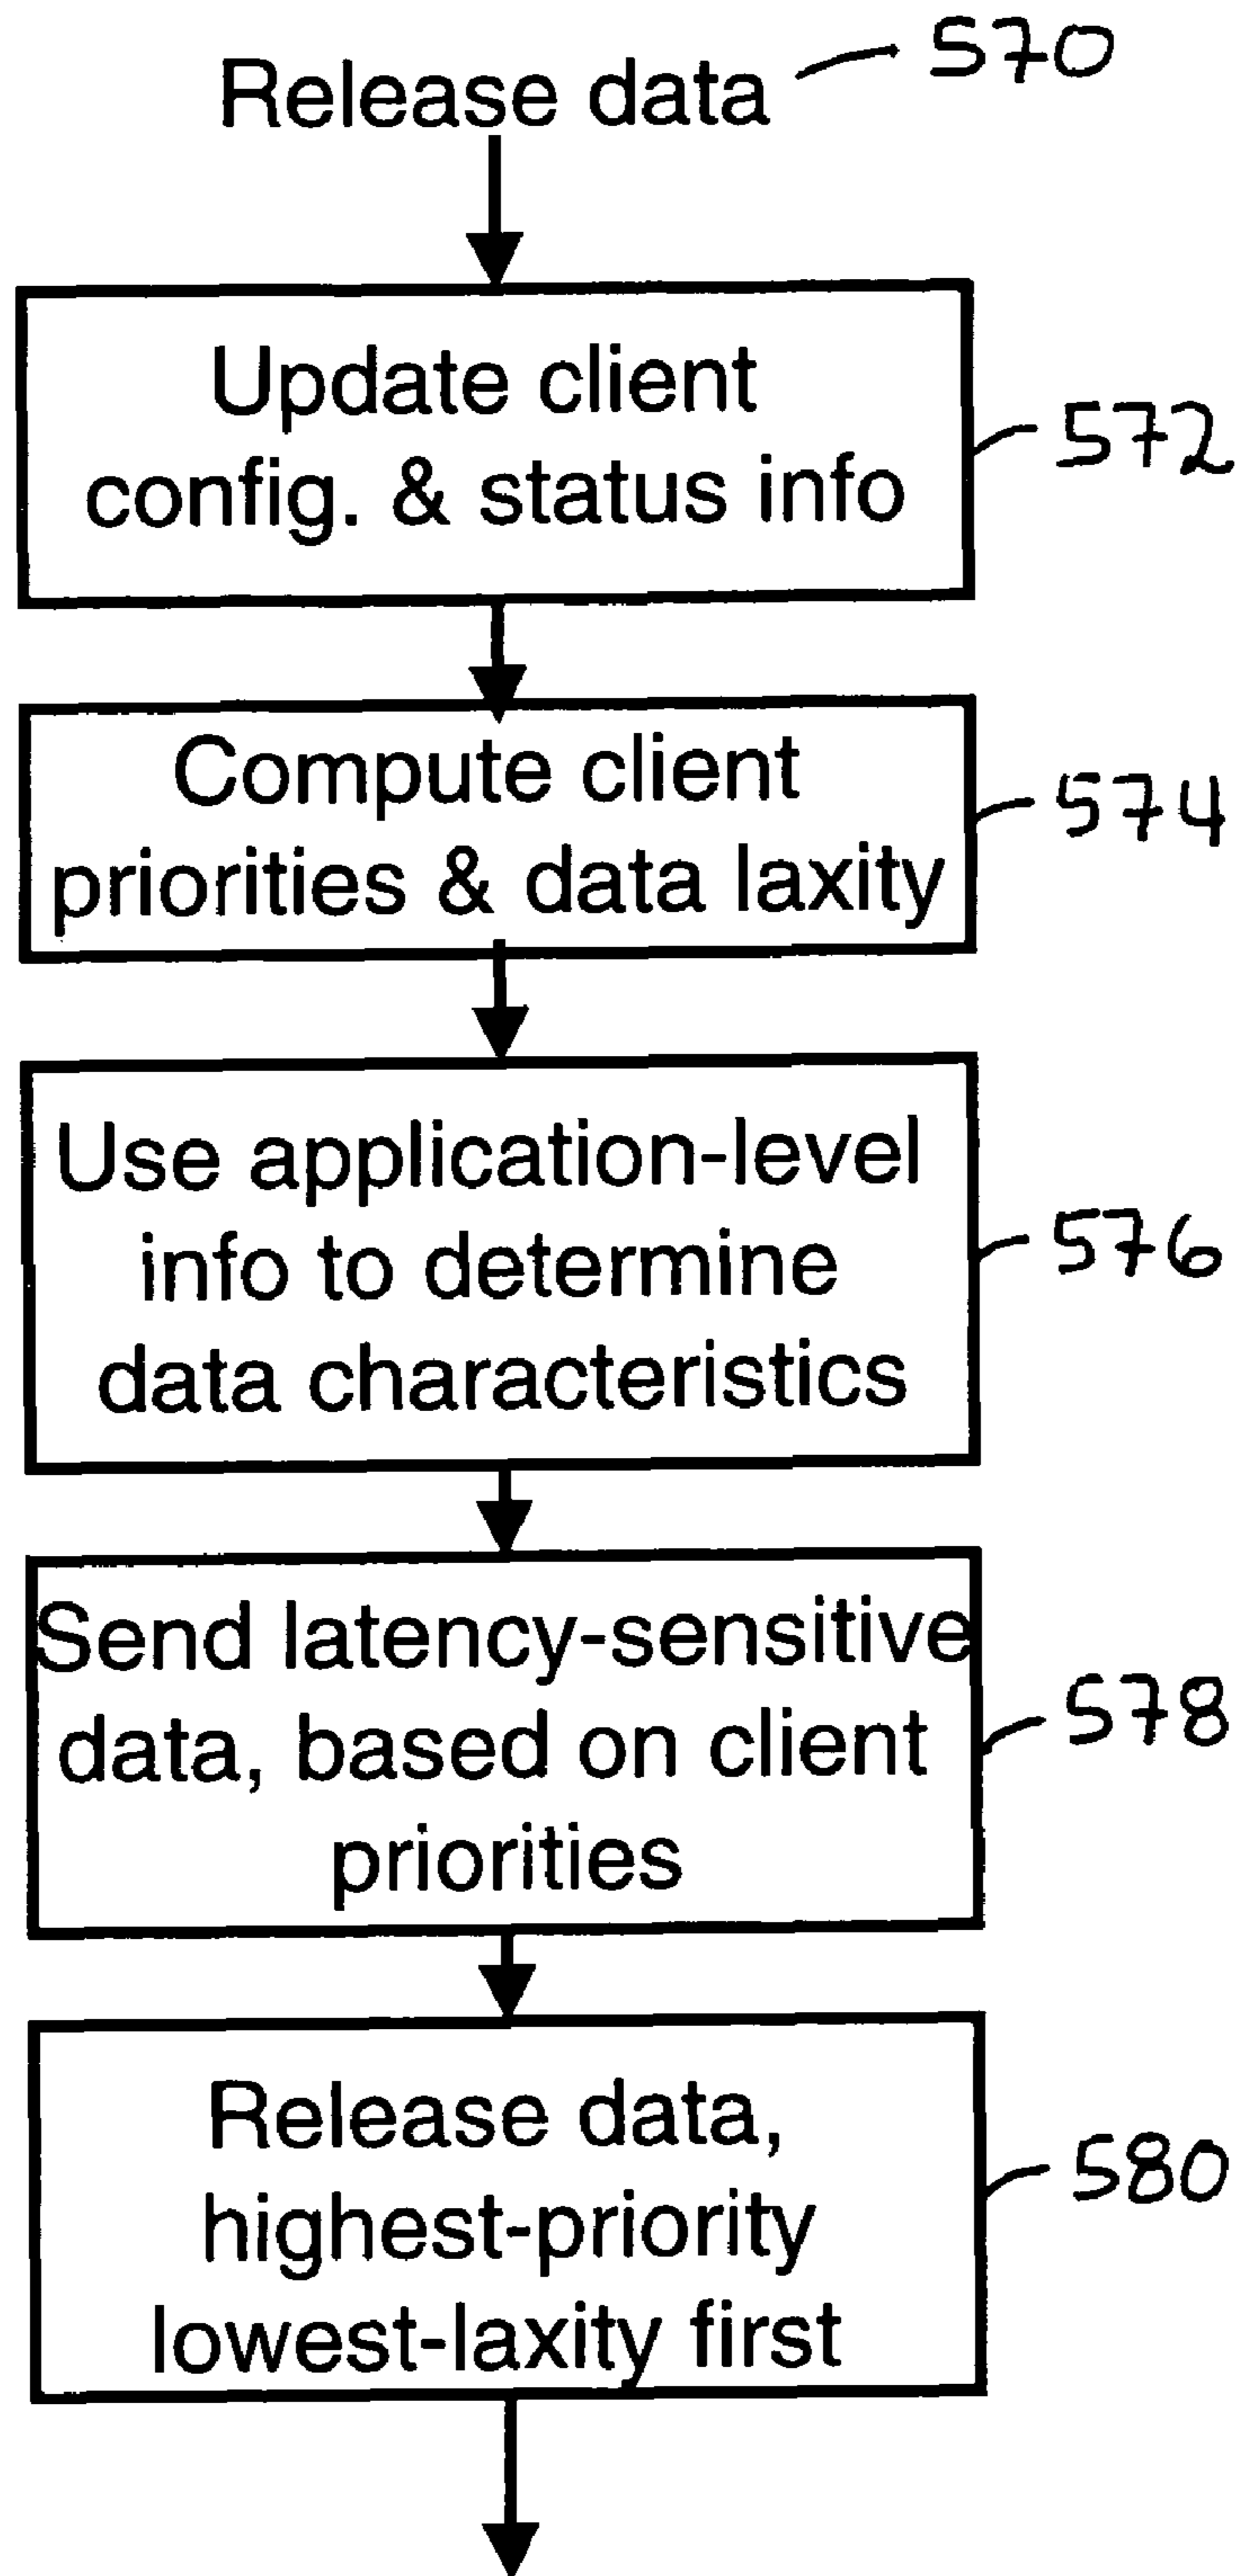 Release data 570
Update client
config. & status info
572
Compute client
priorities & data laxity
574
Use application-level
info to determine
data characteristics
576
Send latency-sensitive
data, based on client
priorities
578
Release data,
highest-priority
lowest-laxity first
580